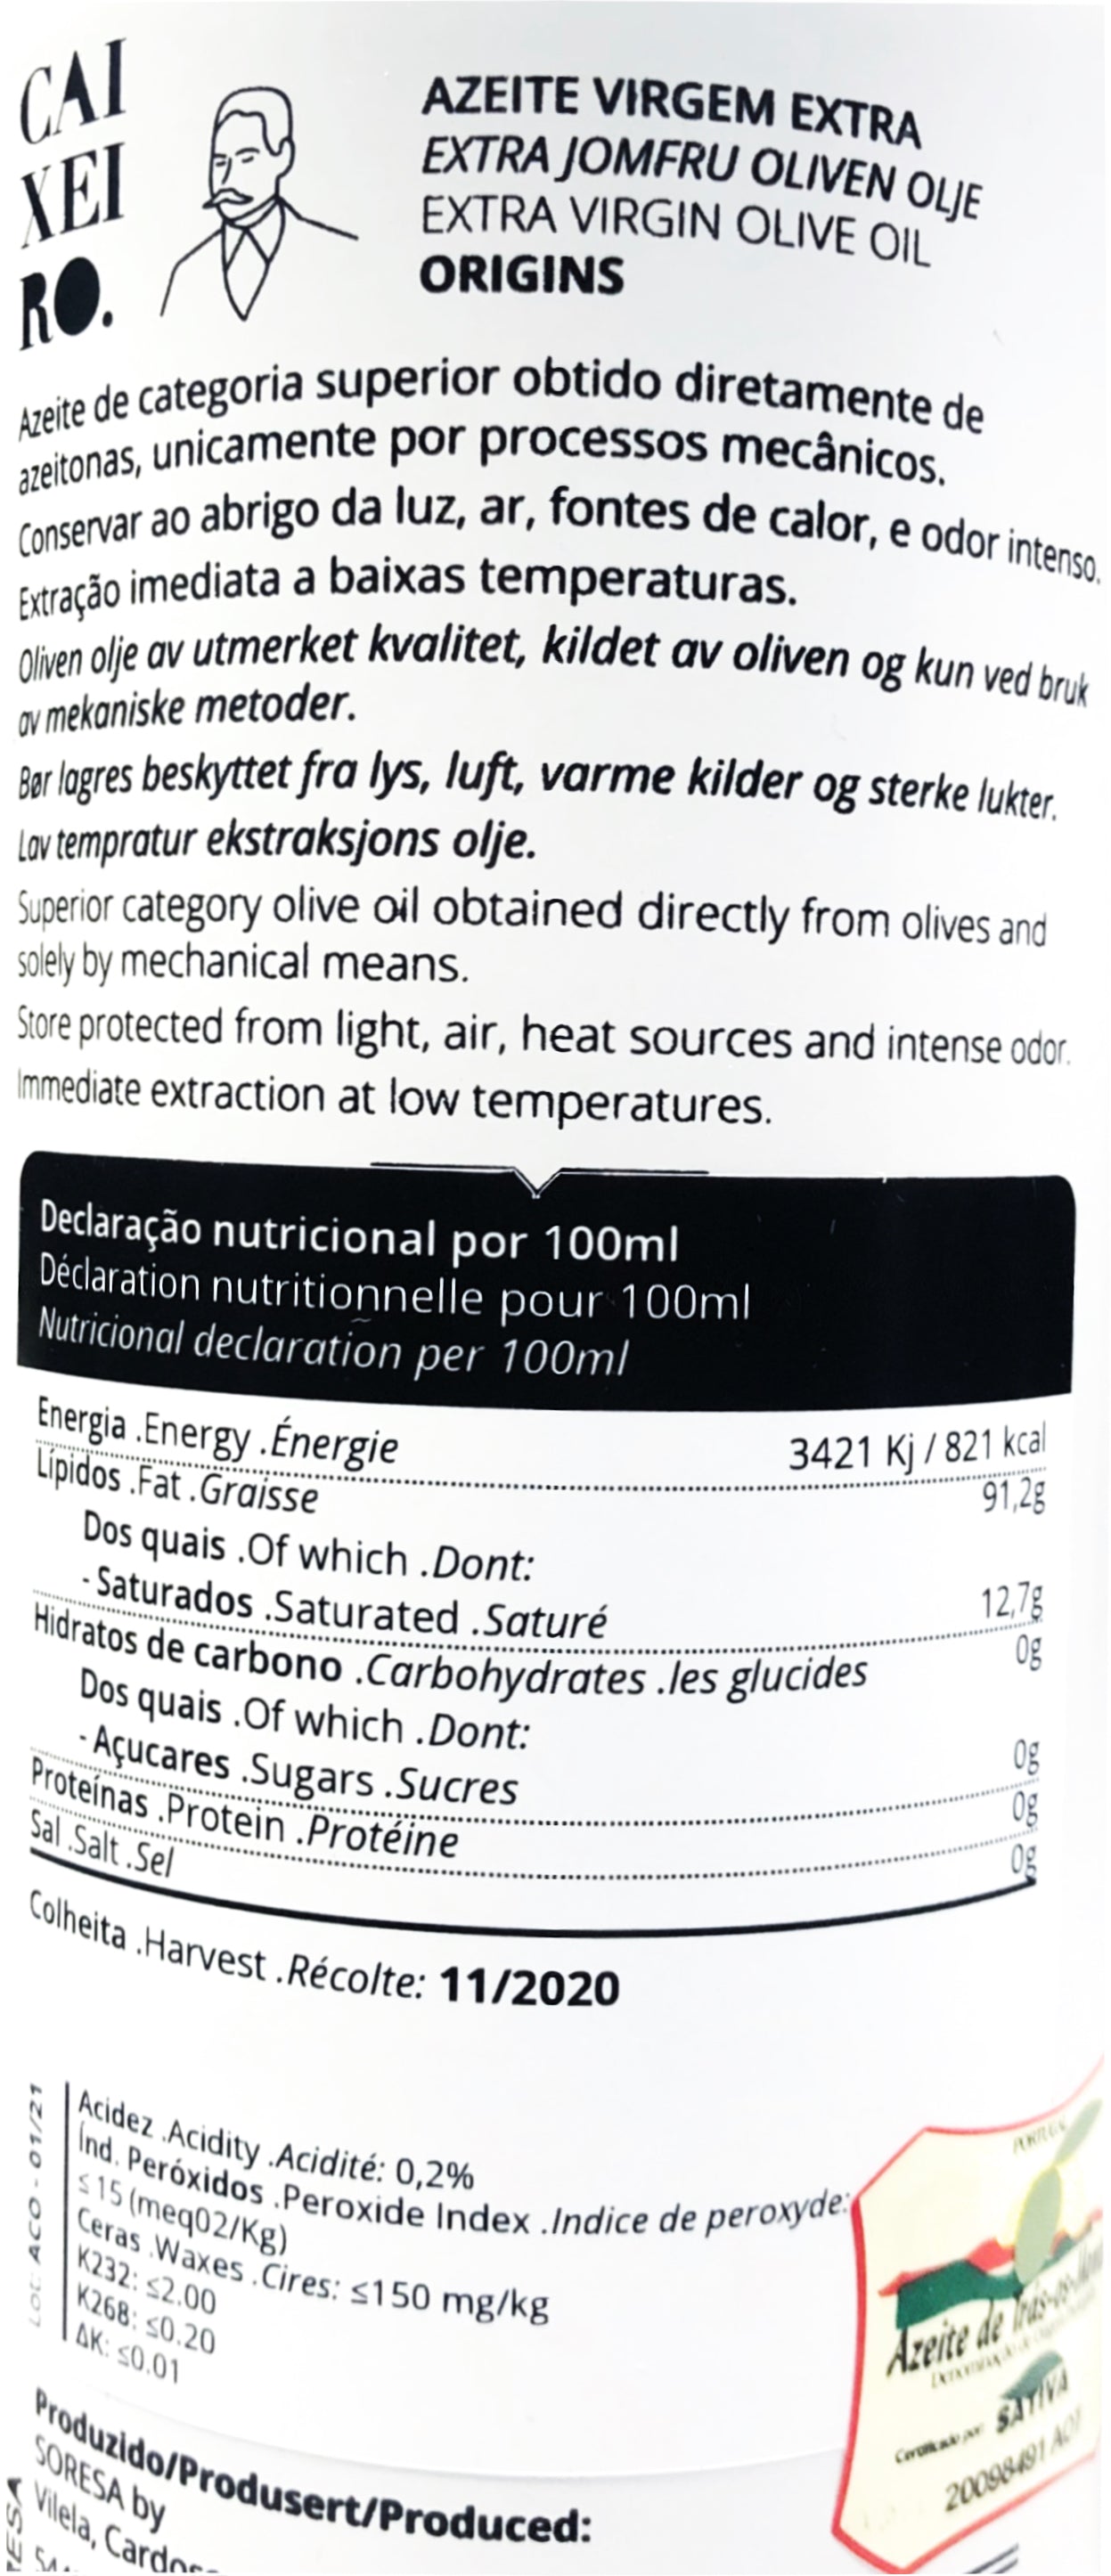 CAI
XEI
RO.
AZEITE VIRGEM EXTRA
EXTRA JOMFRU OLIVEN OLJE
EXTRA VIRGIN OLIVE OIL
ORIGINS
Azeite de categoria superior obtido diretamente de
azeitonas, unicamente por processos mecânicos.
Conservar ao abrigo da luz, ar, fontes de calor, e odor intenso.
Extração imediata a baixas temperaturas.
Oliven olje av utmerket kvalitet, kildet av oliven og kun ved bruk
av mekaniske metoder.
Bør lagres beskyttet fra lys, luft, varme kilder og sterke lukter.
Lav tempratur ekstraksjons olje.
Superior category olive oil obtained directly from olives and
solely by mechanical means.
Store protected from light, air, heat sources and intense odor.
Immediate extraction at low temperatures.
Declaração nutricional por 100ml
Déclaration nutritionnelle pour 100ml
Nutricional declaration per 100ml
Energia .Energy .Énergie 3421 Kj / 821 kcal
Lípidos .Fat .Graisse 91,2g
Dos quais .Of which .Dont:
- Saturados .Saturated .Saturé 12,7g
Hidratos de carbono .Carbohydrates .les glucides 0g
Dos quais .Of which .Dont:
- Açucares .Sugars .Sucres 0g
Proteínas .Protein .Protéine 0g
Sal .Salt .Sel 0g
Colheita .Harvest .Récolte: 11/2020
LOT: ACO - 01/21
Acidez .Acidity .Acidité: 0,2%
Índ. Peróxidos .Peroxide Index .Indice de peroxyde:
≤ 15 (meq02/Kg)
Ceras .Waxes .Cires: ≤150 mg/kg
K232: ≤2.00
K268: ≤0.20
ΔK: ≤0.01
PORTUGAL
Azeite de Trás-os-
Certificado por: SATIVA
20098491
Produzido/Produsert/Produced:
SORESA by
Vilela,